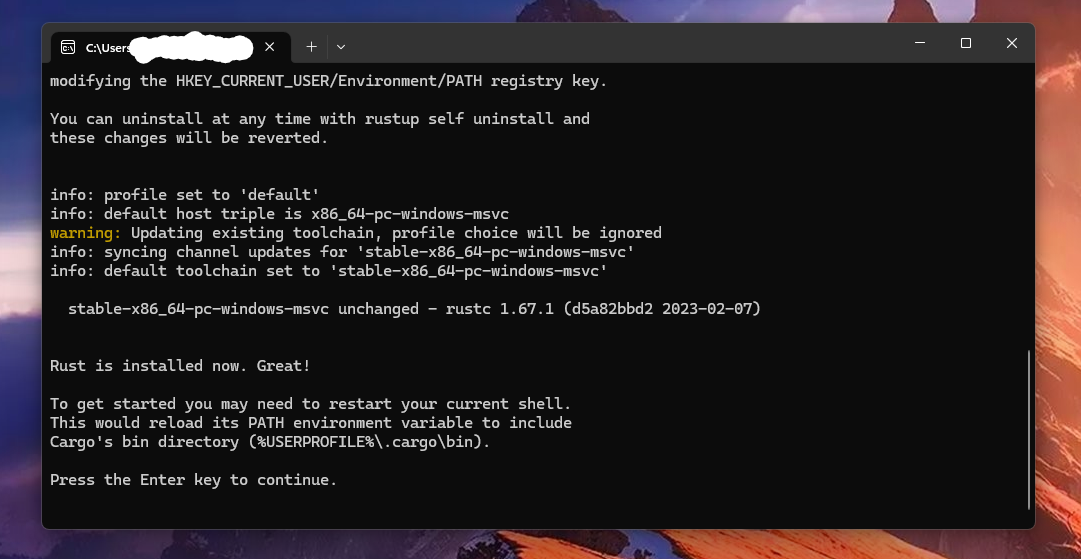 C:\Users
modifying the HKEY_CURRENT_USER/Environment/PATH registry key.
You can uninstall at any time with rustup self uninstall and
these changes will be reverted.
info: profile set to 'default'
info: default host triple is x86_64-pc-windows-msvc
warning: Updating existing toolchain, profile choice will be ignored
info: syncing channel updates for 'stable-x86_64-pc-windows-msvc'
info: default toolchain set to 'stable-x86_64-pc-windows-msvc'
stable-x86_64-pc-windows-msvc unchanged - rustc 1.67.1 (d5a82bbd2 2023-02-07)
Rust is installed now. Great!
To get started you may need to restart your current shell.
This would reload its PATH environment variable to include
Cargo's bin directory (%USERPROFILE%\.cargo\bin).
Press the Enter key to continue.